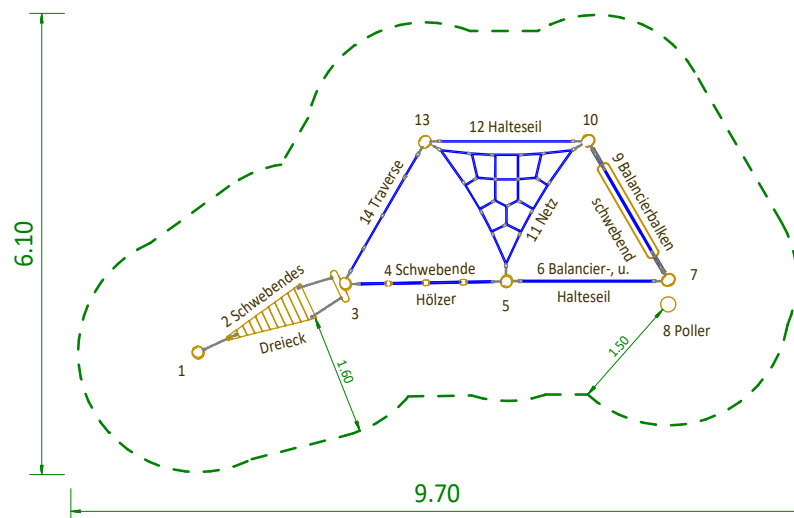 13
12 Halteseil
10
14 Traverse
9 Balancierbalken
schwebend
11 Netz
6.10
2 Schwebendes
Dreieck
4 Schwebende
Hölzer
6 Balancier-, u.
Halteseil
7
3
5
8 Poller
1
1.60
1.50
9.70